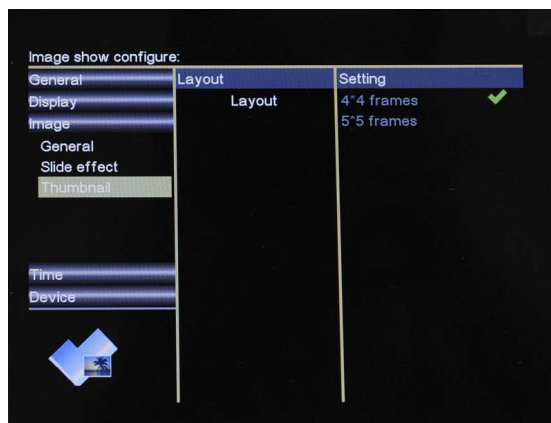 Image show configure:
General
Display
Image
General
Slide effect
Thumbnail
Time
Device
Layout
Layout
Setting
4*4 frames
5*5 frames